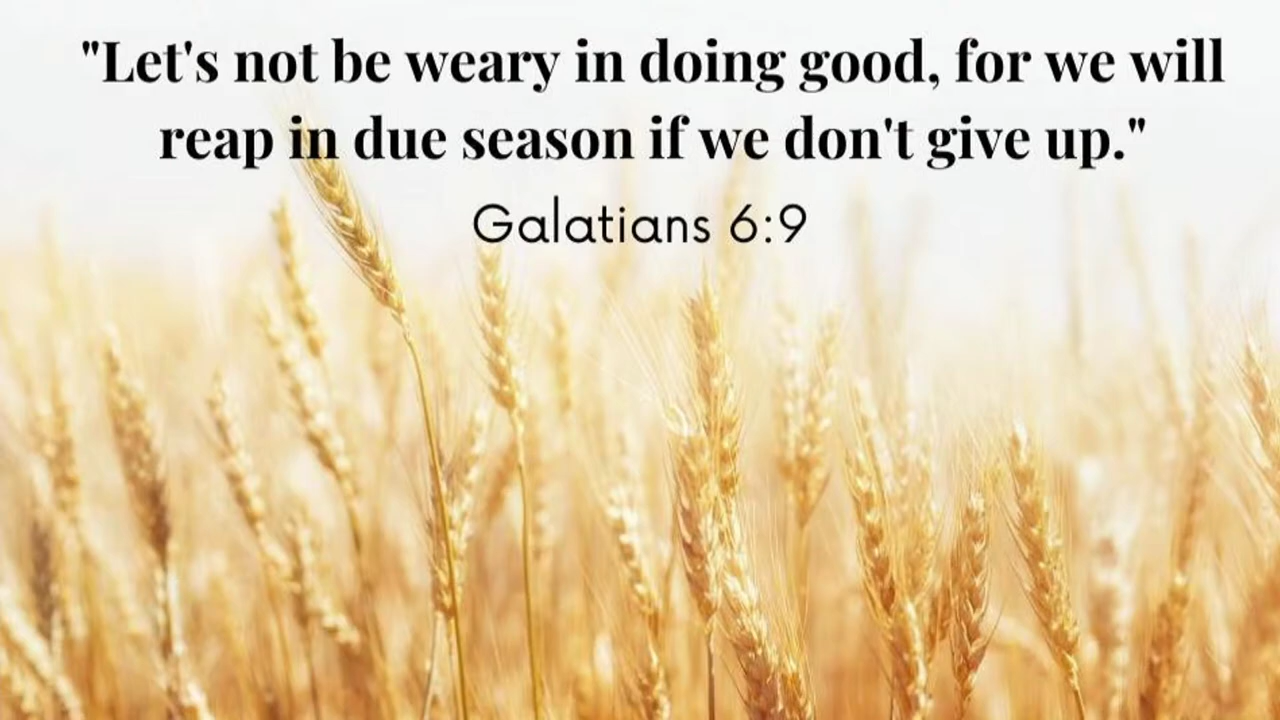 "Let's not be weary in doing good, for we will
reap in due season if we don't give up."
Galatians 6:9